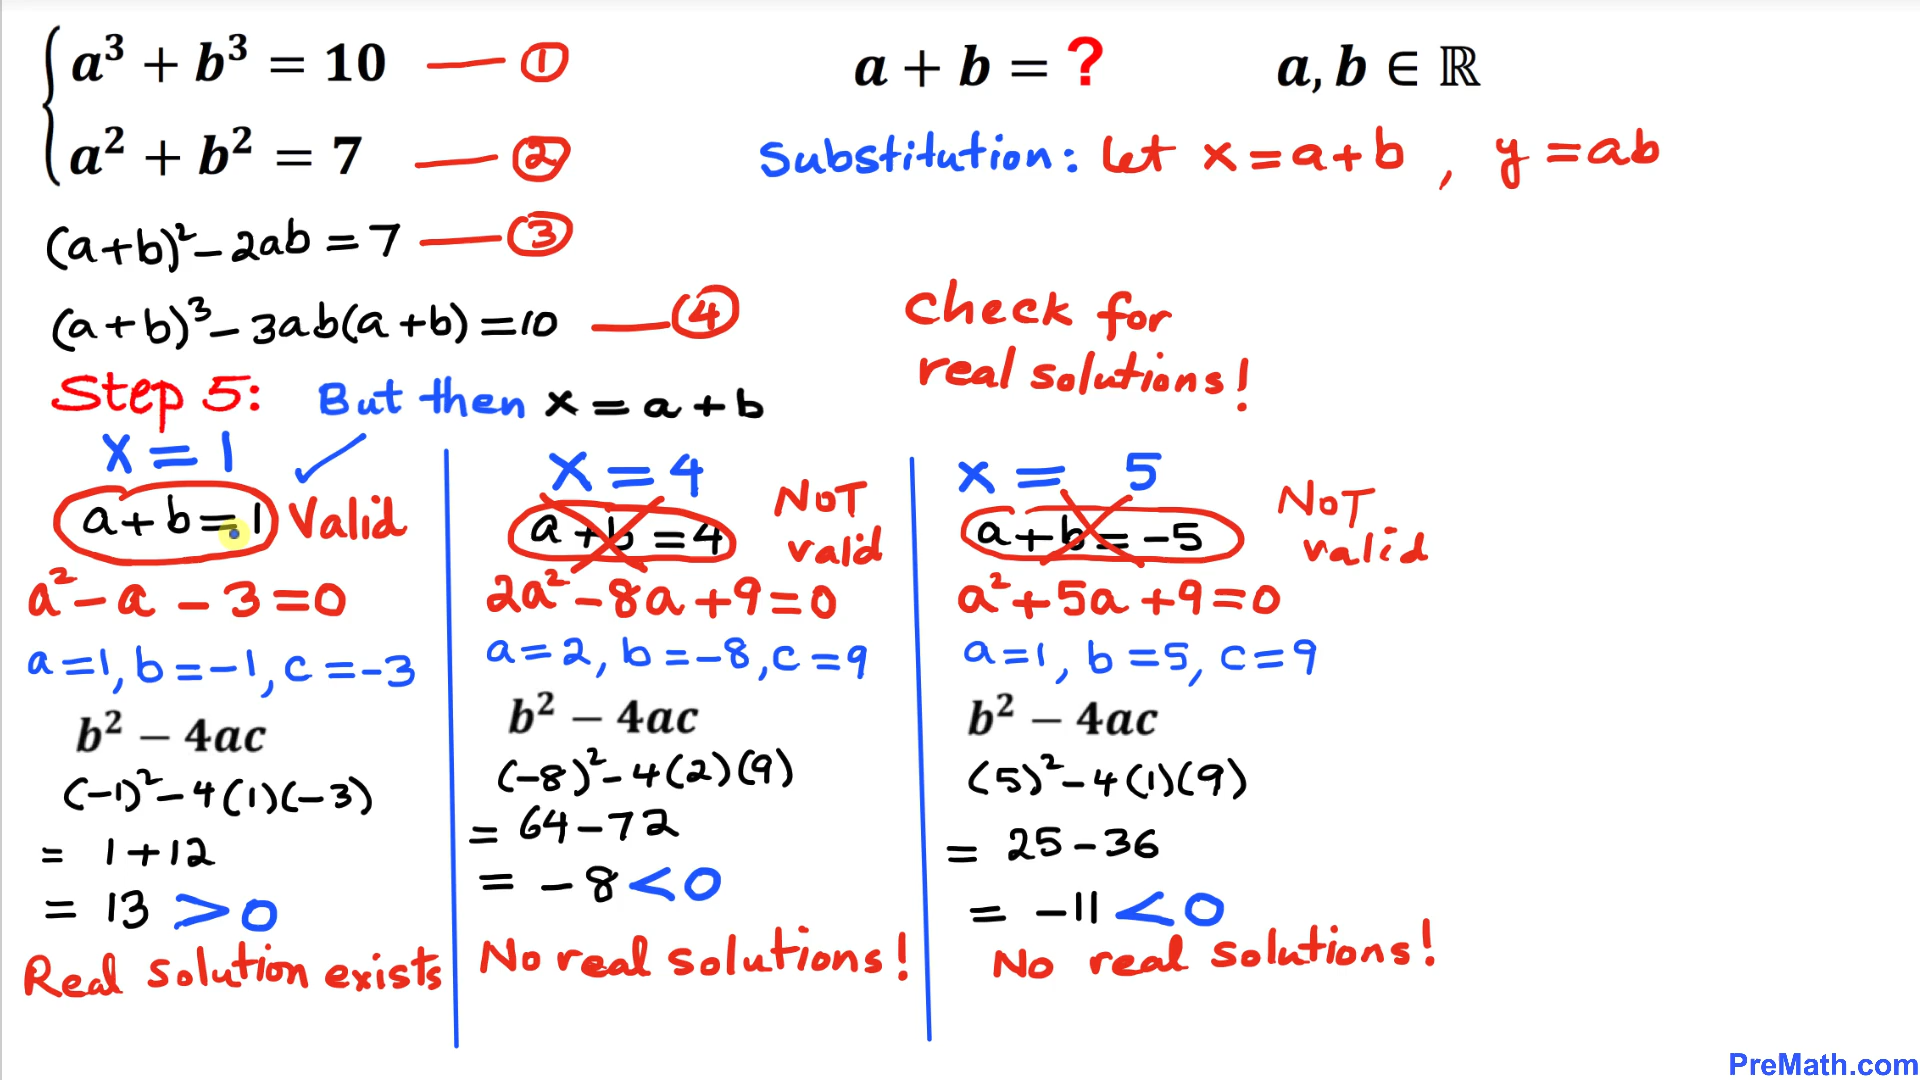 a³ + b³ = 10 — ①
a + b = ?
a, b ∈ ℝ
a² + b² = 7 — ②
Substitution: Let x = a + b , y = ab
(a+b)² - 2ab = 7 — ③
(a+b)³ - 3ab(a+b) = 10 — ④
Check for
real solutions!
Step 5: But then x = a + b
x = 1 ✓
a + b = 1 Valid
a² - a - 3 = 0
a = 1, b = -1, c = -3
b² − 4ac
(-1)² - 4(1)(-3)
= 1 + 12
= 13 > 0
Real solution exists
x = 4
a + b = 4
NOT
valid
2a² - 8a + 9 = 0
a = 2, b = -8, c = 9
b² − 4ac
(-8)² - 4(2)(9)
= 64 - 72
= -8 < 0
No real solutions!
x = 5
a + b = -5
NOT
valid
a² + 5a + 9 = 0
a = 1, b = 5, c = 9
b² − 4ac
(5)² - 4(1)(9)
= 25 - 36
= -11 < 0
No real solutions!
PreMath.com